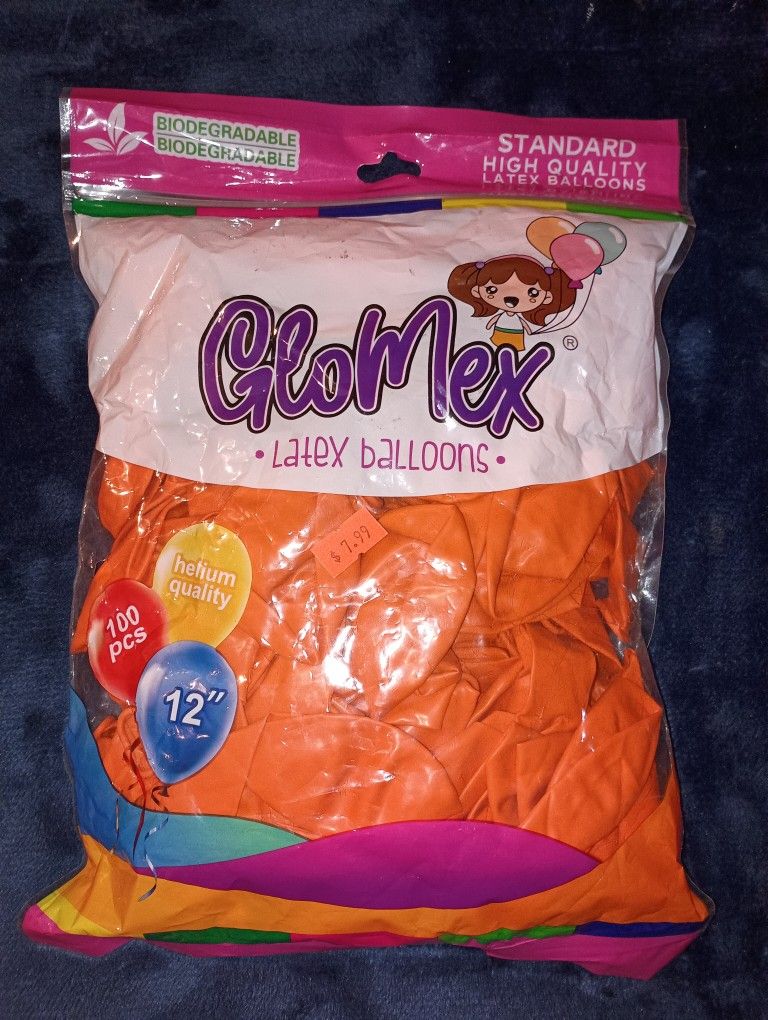 BIODEGRADABLE
BIODEGRADABLE
STANDARD
HIGH QUALITY
LATEX BALLOONS
GloMex
®
• Latex balloons •
$ 7.99
helium
quality
100
pcs
12”